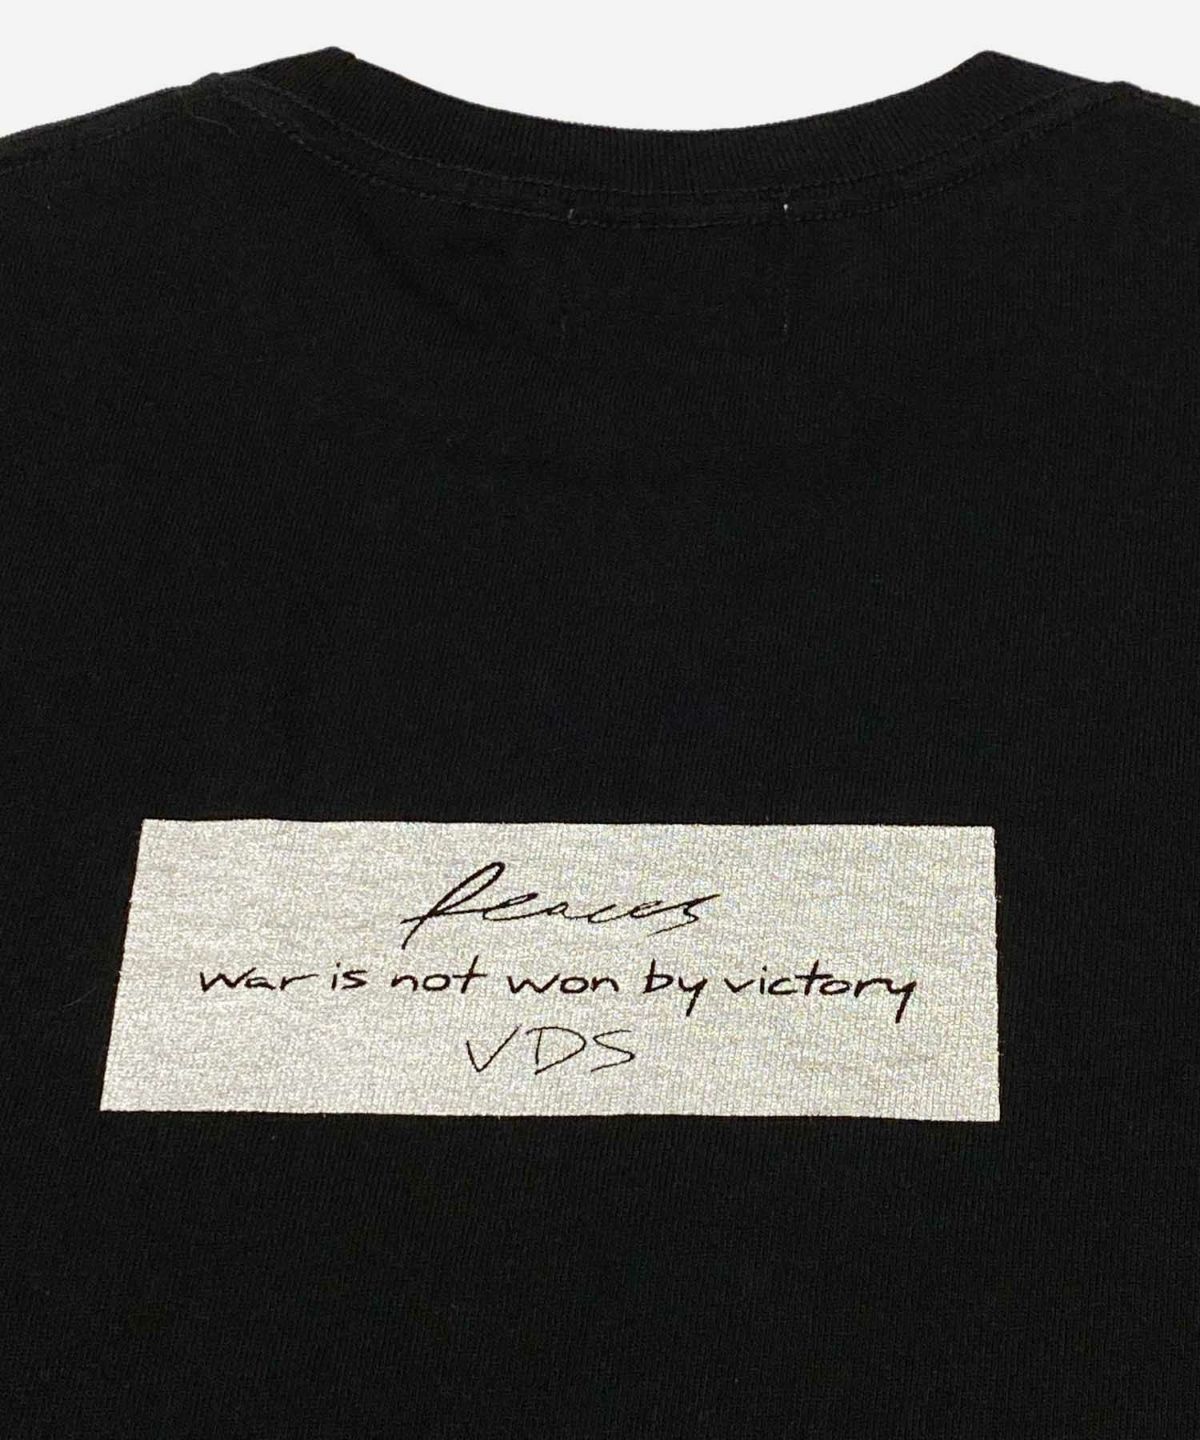 Peaces
war is not won by victory
VDS